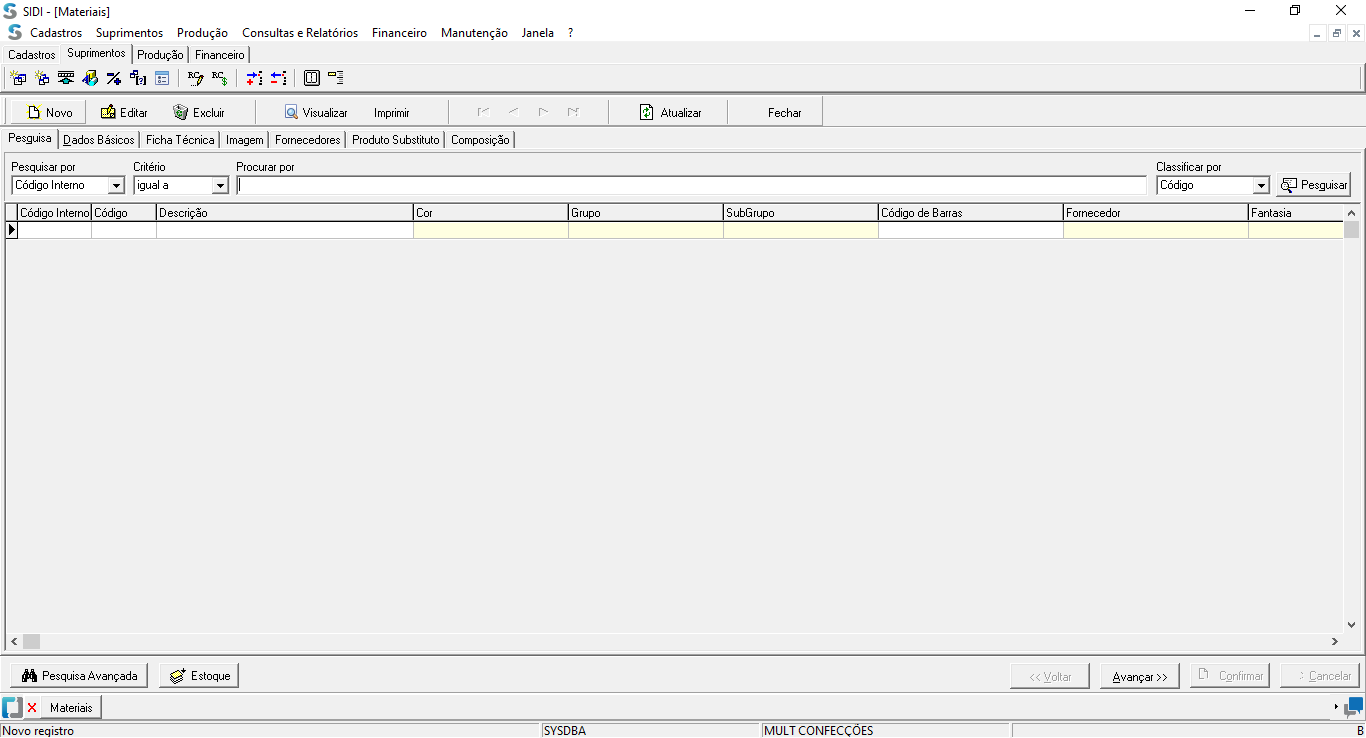 SIDI - [Materiais]
Cadastros Suprimentos Produção Consultas e Relatórios Financeiro Manutenção Janela ?
Cadastros Suprimentos Produção Financeiro
Novo Editar Excluir Visualizar Imprimir Atualizar Fechar
Pesquisa Dados Básicos Ficha Técnica Imagem Fornecedores Produto Substituto Composição
Pesquisar por Critério Procurar por Classificar por
Código Interno igual a Código Pesquisar
Código Interno Código Descrição Cor Grupo SubGrupo Código de Barras Fornecedor Fantasia
Pesquisa Avançada Estoque << Voltar Avançar >> Confirmar Cancelar
Materiais
Novo registro SYSDBA MULT CONFECÇÕES B